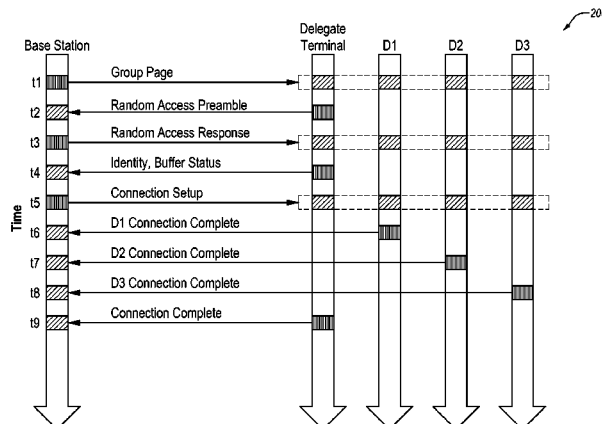 20
Base Station
Delegate
Terminal
D1
D2
D3
t1
Group Page
t2
Random Access Preamble
t3
Random Access Response
t4
Identity, Buffer Status
t5
Connection Setup
t6
D1 Connection Complete
t7
D2 Connection Complete
t8
D3 Connection Complete
t9
Connection Complete
Time